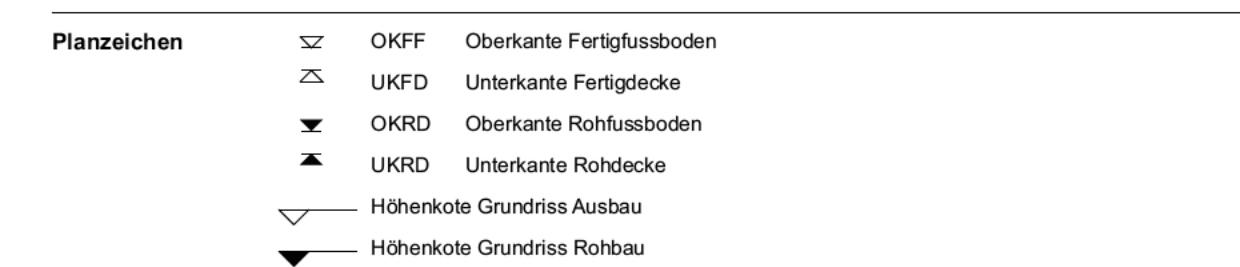 Planzeichen OKFF Oberkante Fertigfussboden
UKFD Unterkante Fertigdecke
OKRD Oberkante Rohfussboden
UKRD Unterkante Rohdecke
Höhenkote Grundriss Ausbau
Höhenkote Grundriss Rohbau